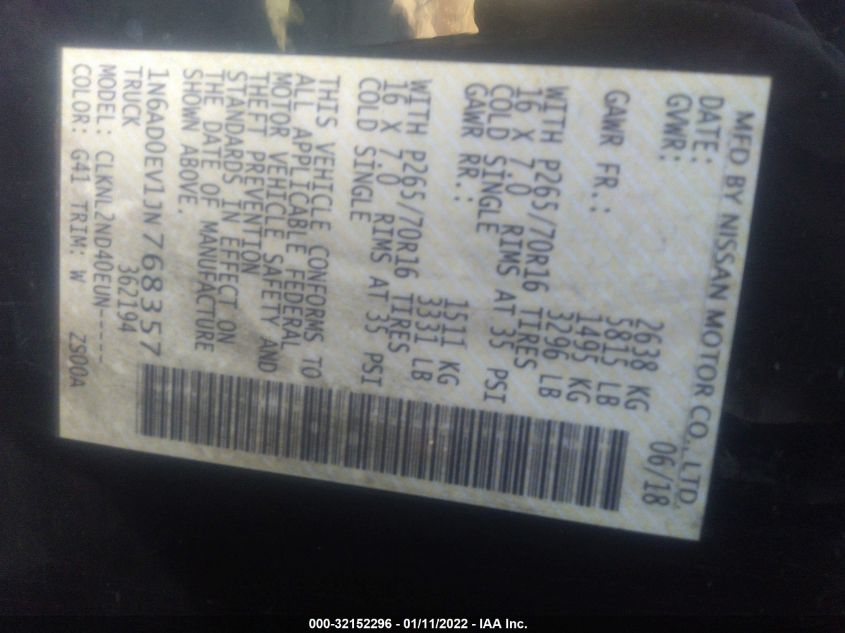 MFD BY NISSAN MOTOR CO., LTD.
DATE: 06/18
GVWR: 2638 KG
5815 LB
GAWR FR.: 1495 KG
3296 LB
WITH P265/70R16 TIRES
16 X 7.0 RIMS AT 35 PSI
COLD SINGLE
GAWR RR.: 1511 KG
3331 LB
WITH P265/70R16 TIRES
16 X 7.0 RIMS AT 35 PSI
COLD SINGLE
THIS VEHICLE CONFORMS TO
ALL APPLICABLE FEDERAL
MOTOR VEHICLE SAFETY AND
THEFT PREVENTION
STANDARDS IN EFFECT ON
THE DATE OF MANUFACTURE
SHOWN ABOVE.
1N6AD0EV1JN768357
TRUCK 362194
MODEL: CLKNL2ND40EUN-----
COLOR: G41 TRIM: W ZS00A
000-32152296 - 01/11/2022 - IAA Inc.